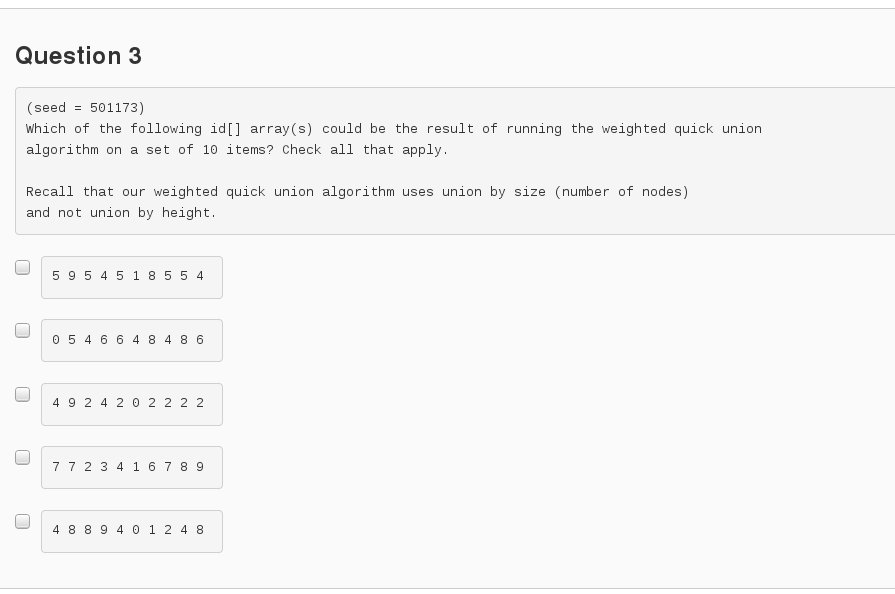 Question 3
(seed = 501173)
Which of the following id[] array(s) could be the result of running the weighted quick union
algorithm on a set of 10 items? Check all that apply.
Recall that our weighted quick union algorithm uses union by size (number of nodes)
and not union by height.
5 9 5 4 5 1 8 5 5 4
0 5 4 6 6 4 8 4 8 6
4 9 2 4 2 0 2 2 2 2
7 7 2 3 4 1 6 7 8 9
4 8 8 9 4 0 1 2 4 8